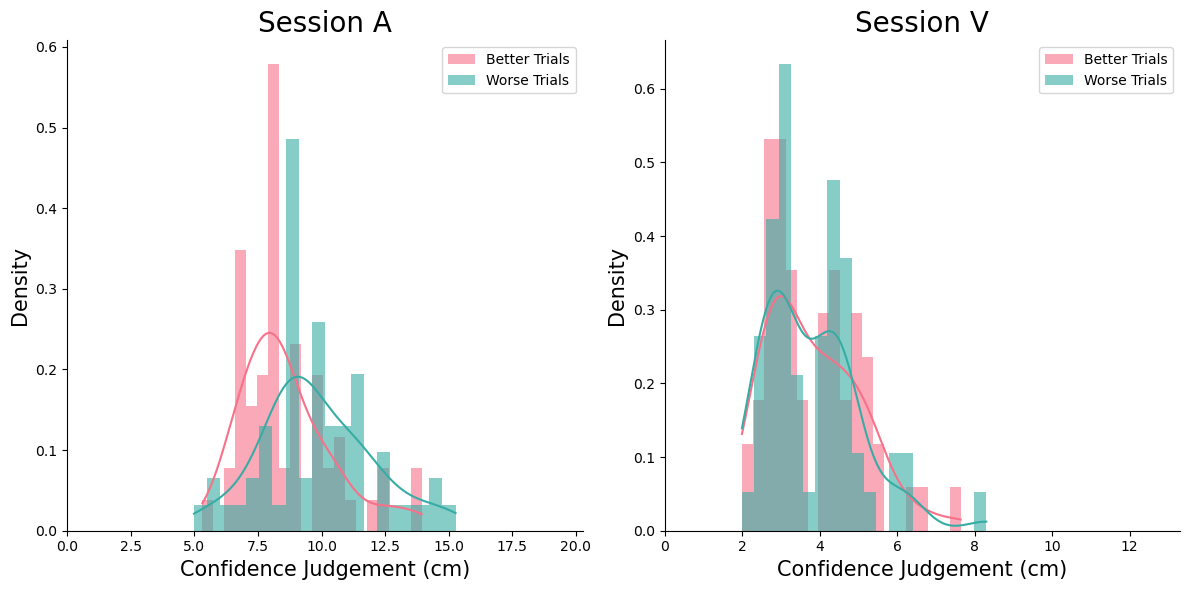 Session A
Better Trials
Worse Trials
Density
0.6
0.5
0.4
0.3
0.2
0.1
0.0
0.0 2.5 5.0 7.5 10.0 12.5 15.0 17.5 20.0
Confidence Judgement (cm)
Session V
Better Trials
Worse Trials
Density
0.6
0.5
0.4
0.3
0.2
0.1
0.0
0 2 4 6 8 10 12
Confidence Judgement (cm)